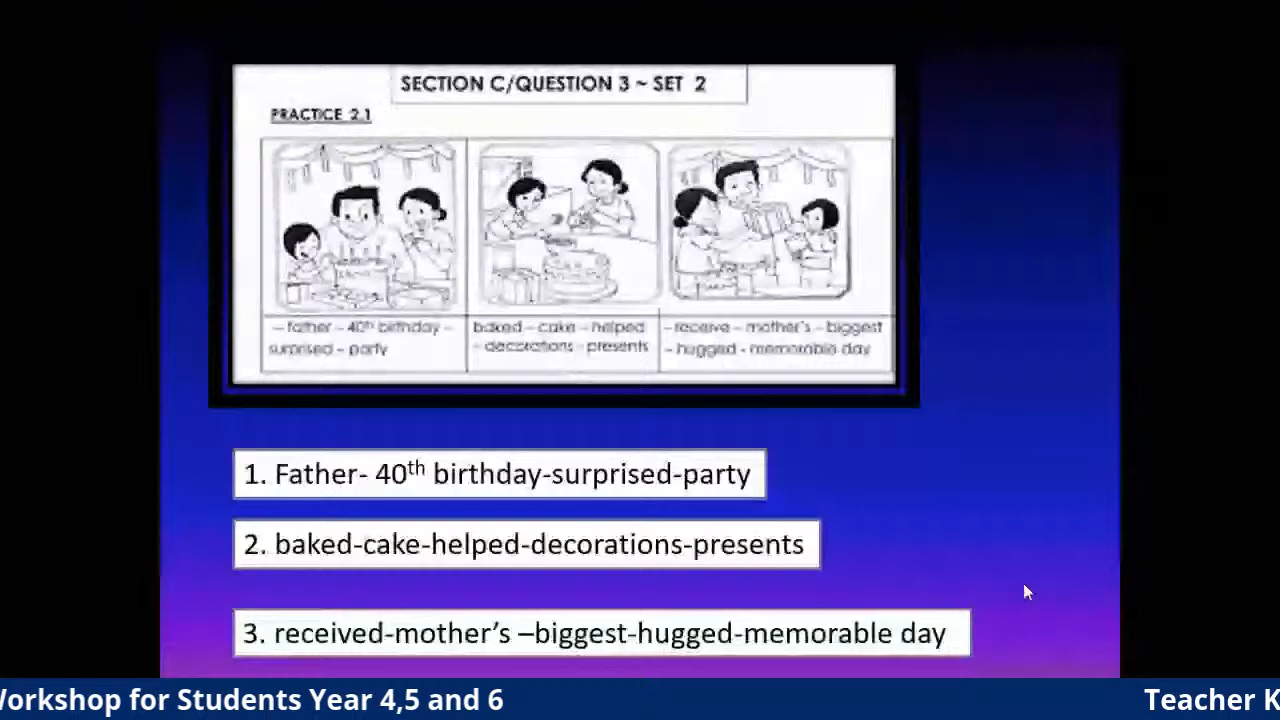 SECTION C/QUESTION 3 ~ SET 2
PRACTICE 2.1
– father – 40th birthday –
surprised – party
baked – cake – helped
– decorations – presents
– receive – mother's – biggest
– hugged – memorable day
1. Father- 40th birthday-surprised-party
2. baked-cake-helped-decorations-presents
3. received-mother's –biggest-hugged-memorable day
Workshop for Students Year 4,5 and 6
Teacher K